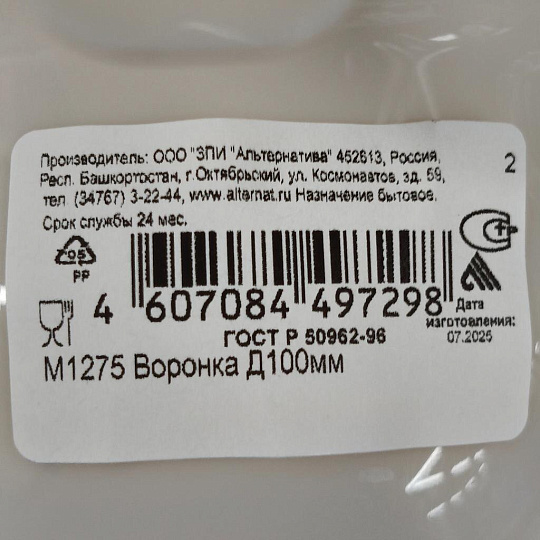 Производитель: ООО "ЗПИ "Альтернатива" 452613, Россия,
Респ. Башкортостан, г.Октябрьский, ул. Космонавтов, зд. 59,
тел. (34767) 3-22-44, www.alternat.ru Назначение бытовое.
Срок службы 24 мес.
2
05
PP
4 607084 497298
Дата
изготовления:
07.2025
ГОСТ Р 50962-96
М1275 Воронка Д100мм